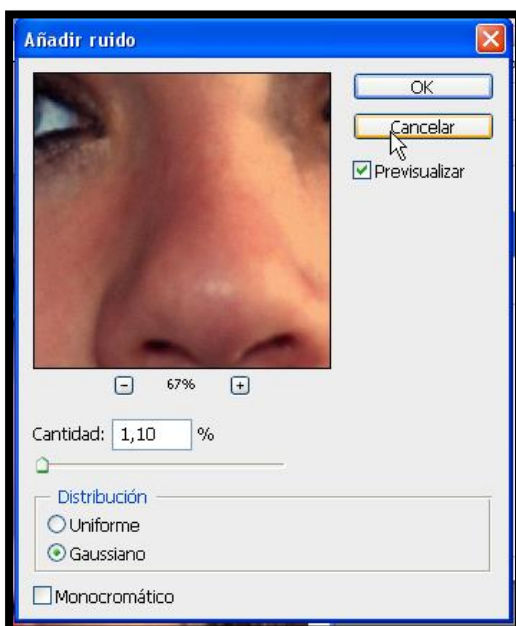 Añadir ruido
OK
Cancelar
Previsualizar
67%
Cantidad: 1,10 %
Distribución
Uniforme
Gaussiano
Monocromático